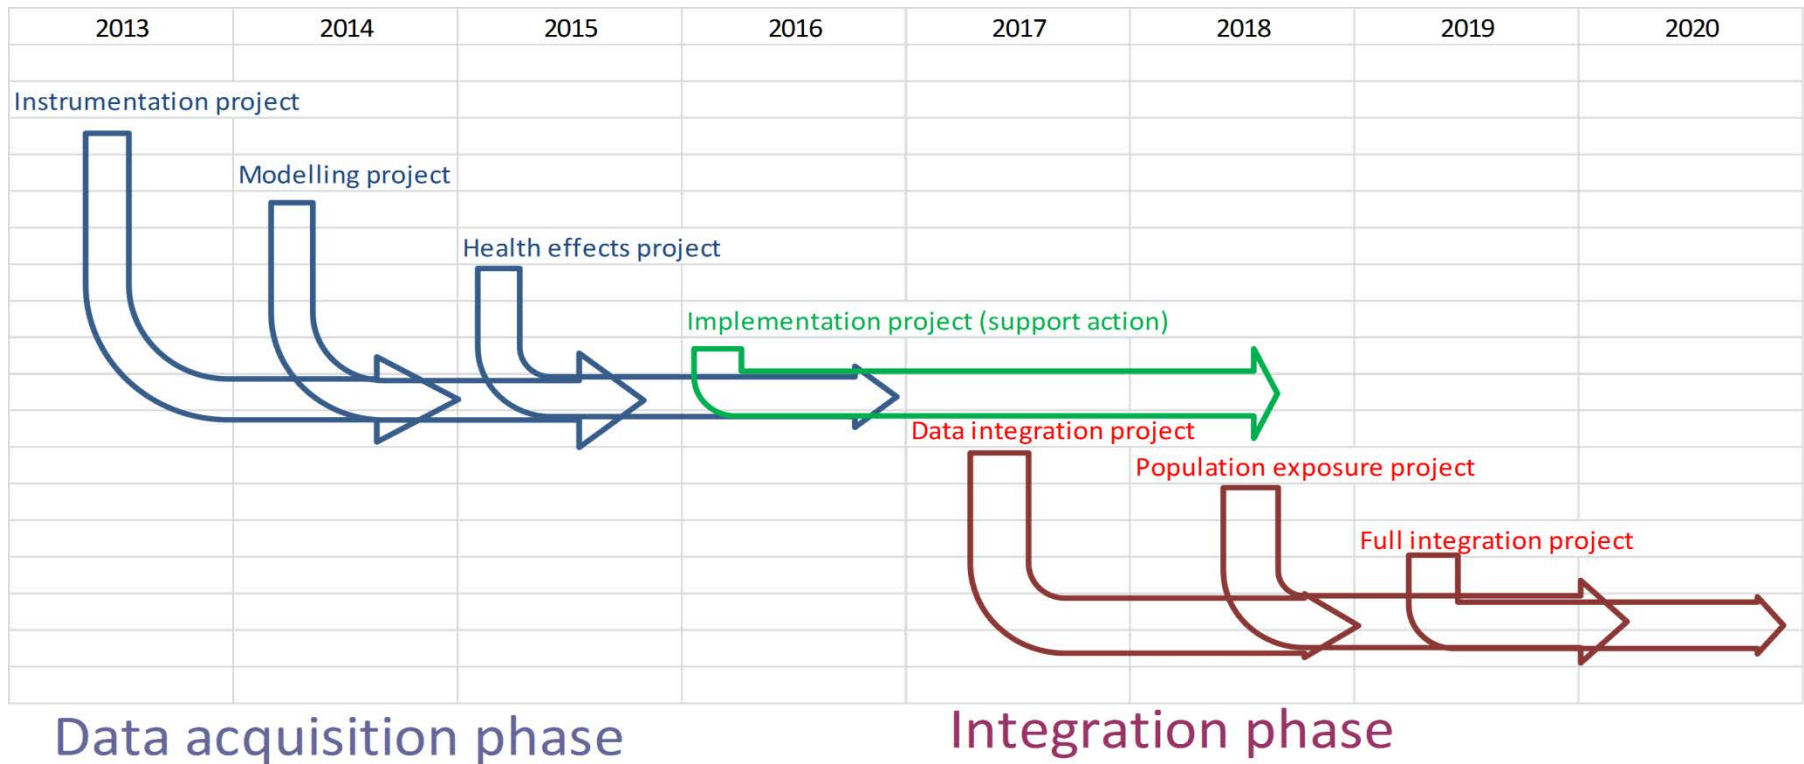 2013 2014 2015 2016 2017 2018 2019 2020
Instrumentation project
Modelling project
Health effects project
Implementation project (support action)
Data integration project
Population exposure project
Full integration project
Data acquisition phase
Integration phase